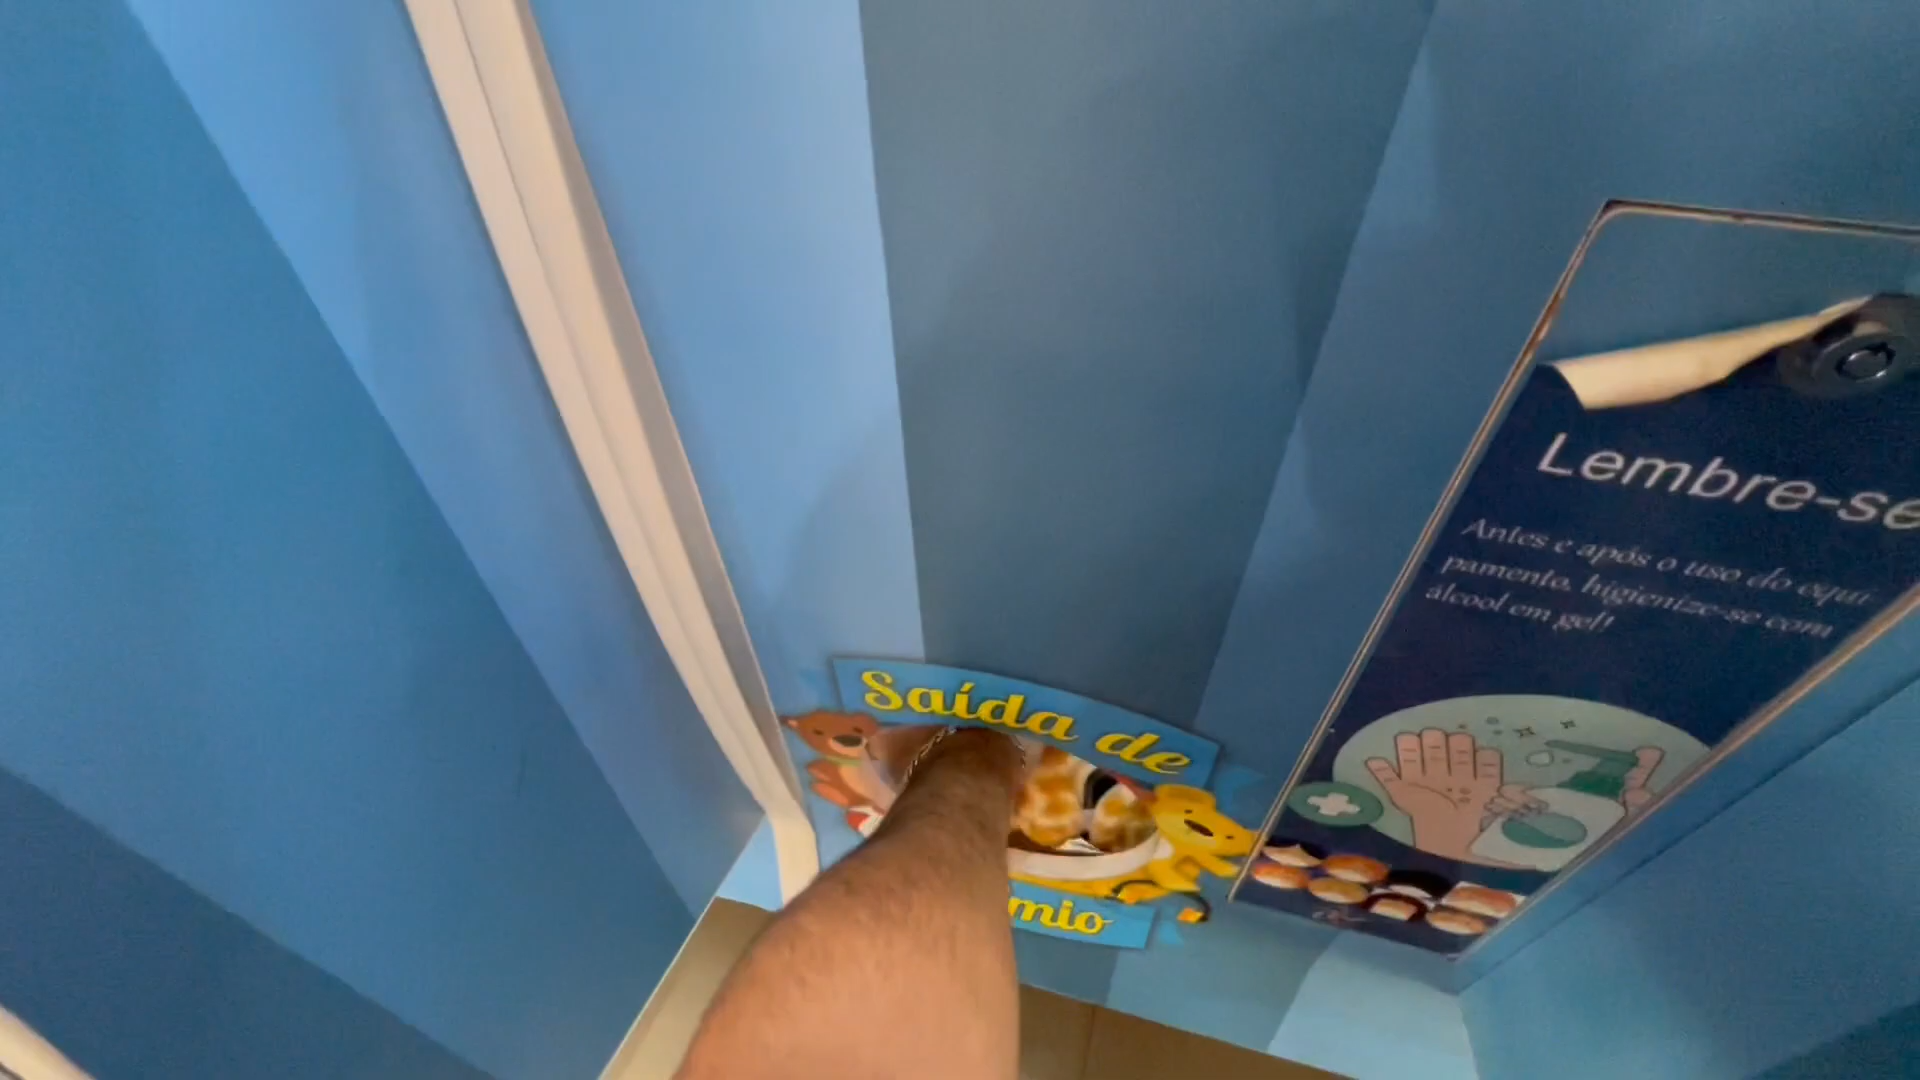 Saída de
mio
Lembre-se
Antes e após o uso do equi-
pamento, higienize-se com
álcool em gel!